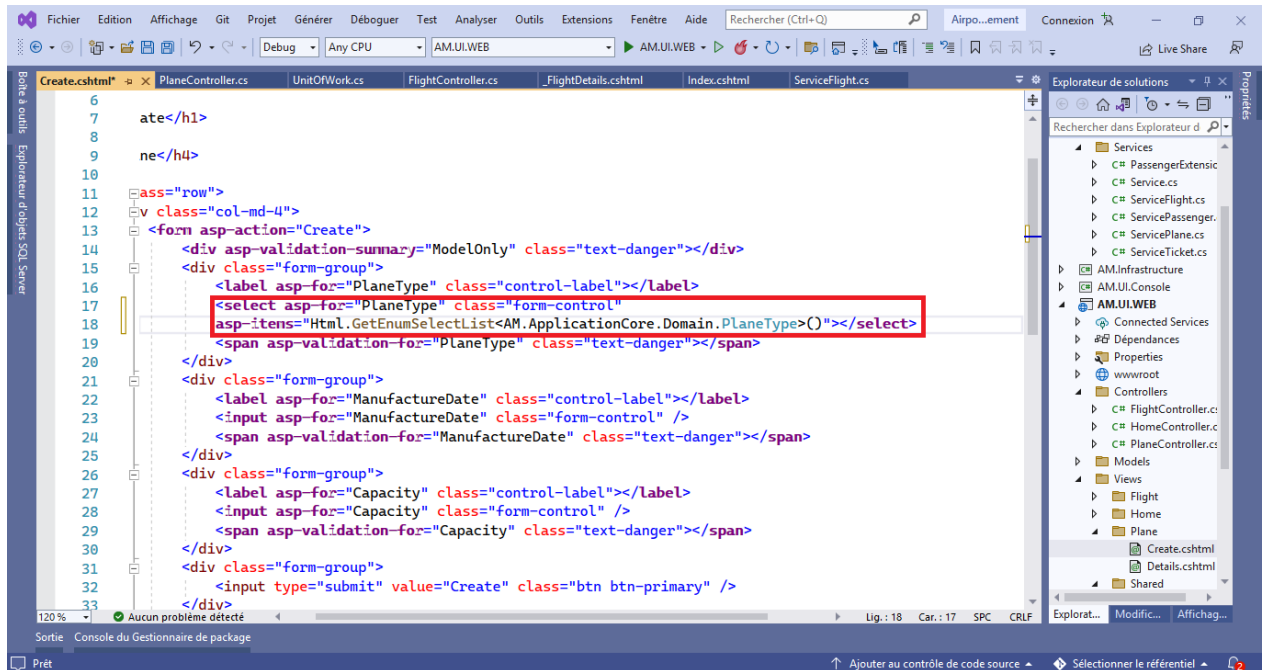 Fichier Edition Affichage Git Projet Générer Déboguer Test Analyser Outils Extensions Fenêtre Aide Rechercher (Ctrl+Q) Airpo...ement Connexion
Debug Any CPU AM.UI.WEB AM.UI.WEB Live Share
Create.cshtml* PlaneController.cs UnitOfWork.cs FlightController.cs _FlightDetails.cshtml Index.cshtml ServiceFlight.cs
6
7 ate</h1>
8
9 ne</h4>
10
11 ass="row">
12 v class="col-md-4">
13 <form asp-action="Create">
14 <div asp-validation-summary="ModelOnly" class="text-danger"></div>
15 <div class="form-group">
16 <label asp-for="PlaneType" class="control-label"></label>
17 <select asp-for="PlaneType" class="form-control"
18 asp-items="Html.GetEnumSelectList<AM.ApplicationCore.Domain.PlaneType>()"></select>
19 <span asp-validation-for="PlaneType" class="text-danger"></span>
20 </div>
21 <div class="form-group">
22 <label asp-for="ManufactureDate" class="control-label"></label>
23 <input asp-for="ManufactureDate" class="form-control" />
24 <span asp-validation-for="ManufactureDate" class="text-danger"></span>
25 </div>
26 <div class="form-group">
27 <label asp-for="Capacity" class="control-label"></label>
28 <input asp-for="Capacity" class="form-control" />
29 <span asp-validation-for="Capacity" class="text-danger"></span>
30 </div>
31 <div class="form-group">
32 <input type="submit" value="Create" class="btn btn-primary" />
33 </div>
120 % Aucun problème détecté Lig. : 18 Car. : 17 SPC CRLF
Boîte à outils
Explorateur d'objets SQL Server
Explorateur de solutions
Rechercher dans Explorateur d
Services
C# PassengerExtensic
C# Service.cs
C# ServiceFlight.cs
C# ServicePassenger.
C# ServicePlane.cs
C# ServiceTicket.cs
AM.Infrastructure
AM.UI.Console
AM.UI.WEB
Connected Services
Dépendances
Properties
wwwroot
Controllers
C# FlightController.c
C# HomeController.c
C# PlaneController.cs
Models
Views
Flight
Home
Plane
Create.cshtml
Details.cshtml
Shared
Explorat... Modific... Affichag...
Propriétés
Sortie Console du Gestionnaire de package
Prêt Ajouter au contrôle de code source Sélectionner le référentiel 2